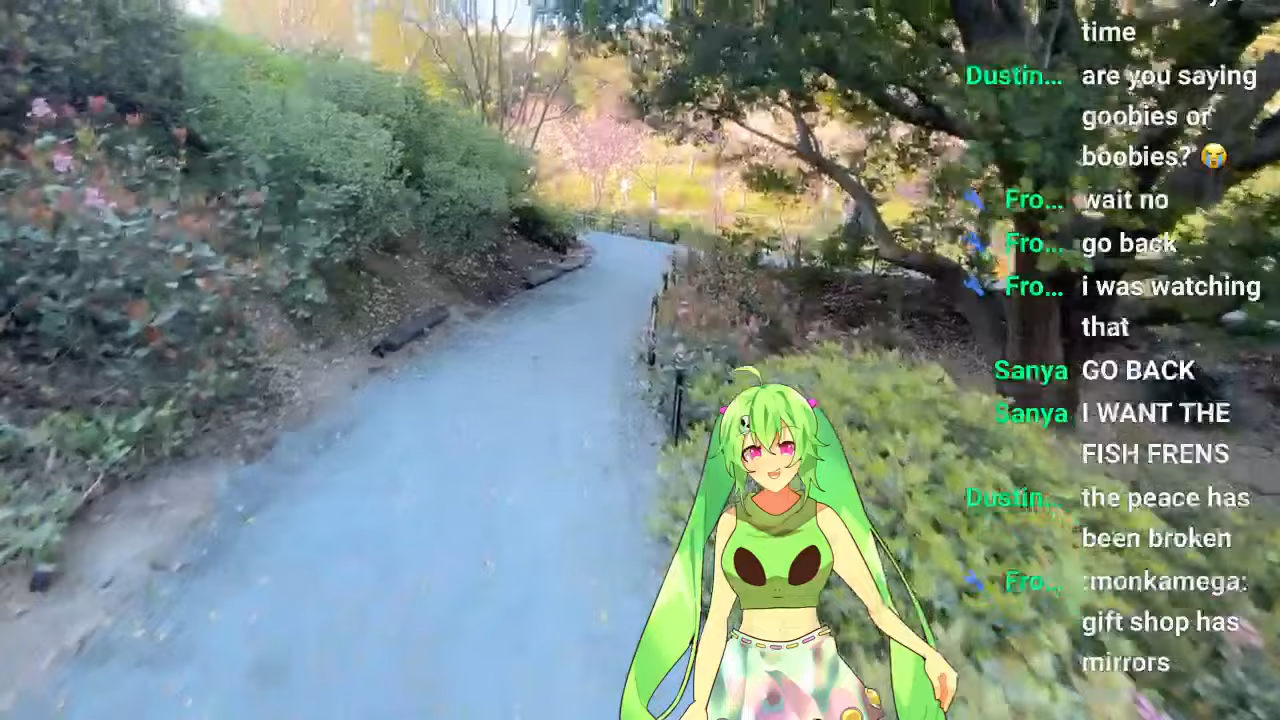 time
Dustin... are you saying
goobies or
boobies? 😭
Fro... wait no
Fro... go back
Fro... i was watching
that
Sanya GO BACK
Sanya I WANT THE
FISH FRENS
Dustin... the peace has
been broken
Fro... :monkamega:
gift shop has
mirrors